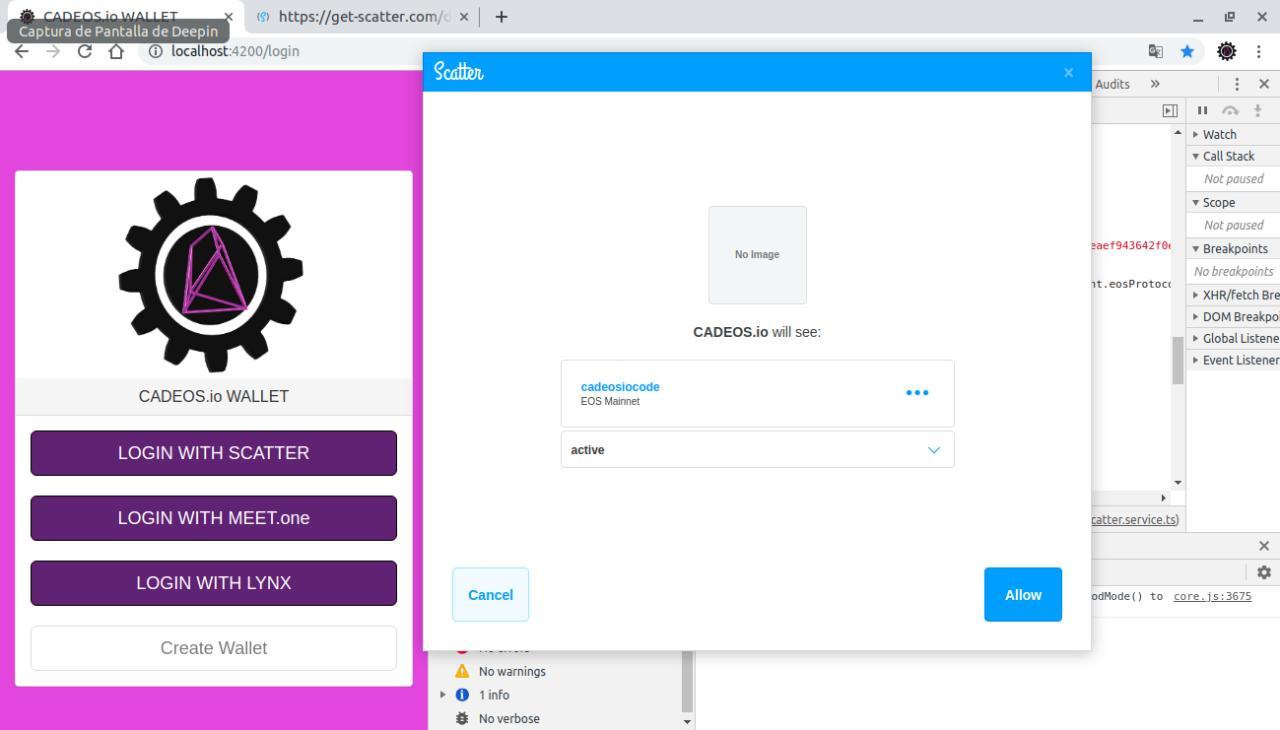 CADEOS.io WALLET
https://get-scatter.com/
Captura de Pantalla de Deepin
localhost:4200/login
Scatter
Audits
Watch
Call Stack
Not paused
Scope
Not paused
Breakpoints
No breakpoints
XHR/fetch Bre
DOM Breakpoi
Global Listene
Event Listener
eaef943642f0
nt.eosProtoco
No Image
CADEOS.io will see:
cadeosiocode
EOS Mainnet
active
Cancel
Allow
CADEOS.io WALLET
LOGIN WITH SCATTER
LOGIN WITH MEET.one
LOGIN WITH LYNX
Create Wallet
catter.service.ts)
odMode() to core.js:3675
No warnings
1 info
No verbose